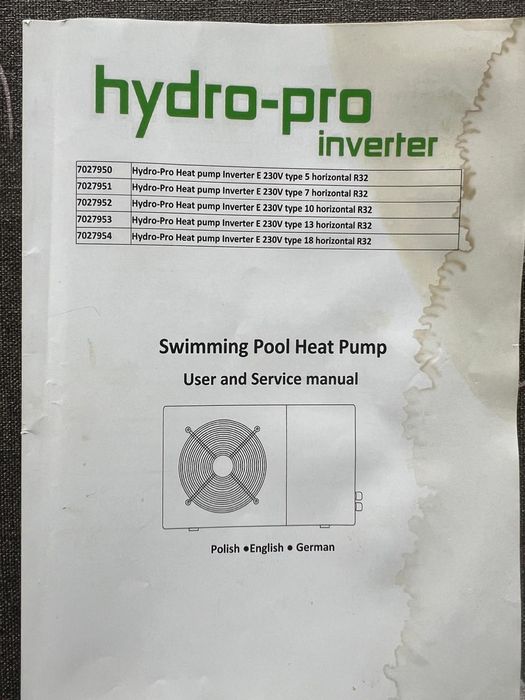 hydro-pro
inverter
7027950 Hydro-Pro Heat pump Inverter E 230V type 5 horizontal R32
7027951 Hydro-Pro Heat pump Inverter E 230V type 7 horizontal R32
7027952 Hydro-Pro Heat pump Inverter E 230V type 10 horizontal R32
7027953 Hydro-Pro Heat pump Inverter E 230V type 13 horizontal R32
7027954 Hydro-Pro Heat pump Inverter E 230V type 18 horizontal R32
Swimming Pool Heat Pump
User and Service manual
Polish ●English ● German